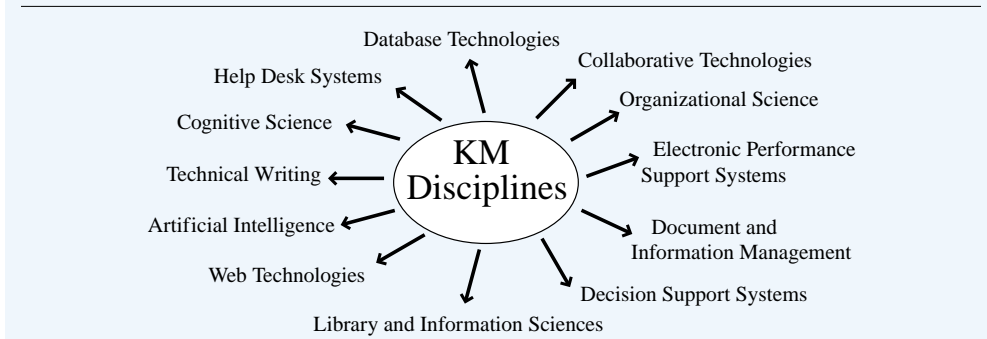 Database Technologies
Collaborative Technologies
Help Desk Systems
Organizational Science
Cognitive Science
KM
Disciplines
Electronic Performance
Support Systems
Technical Writing
Artificial Intelligence
Document and
Information Management
Web Technologies
Decision Support Systems
Library and Information Sciences